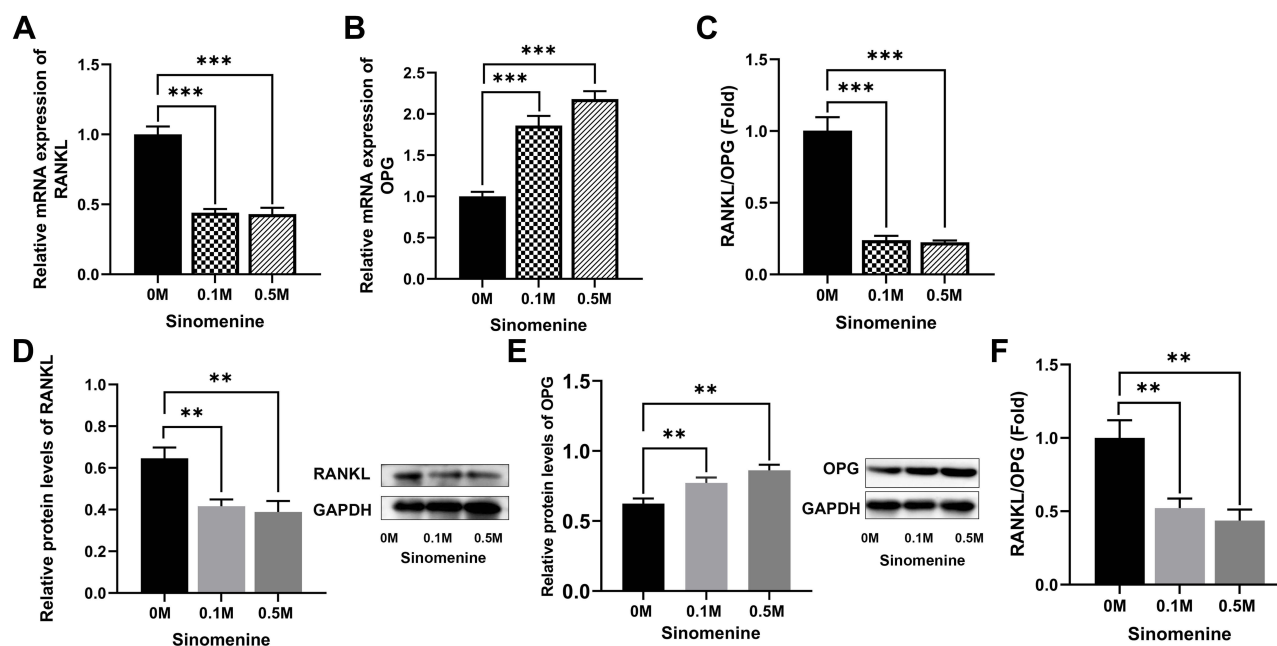 A
Relative mRNA expression of
RANKL
1.5
1.0
0.5
0.0
***
***
0M 0.1M 0.5M
Sinomenine
B
Relative mRNA expression of
OPG
2.5
2.0
1.5
1.0
0.5
0.0
***
***
0M 0.1M 0.5M
Sinomenine
C
RANKL/OPG (Fold)
1.5
1.0
0.5
0.0
***
***
0M 0.1M 0.5M
Sinomenine
D
Relative protein levels of RANKL
1.0
0.8
0.6
0.4
0.2
0.0
**
**
0M 0.1M 0.5M
Sinomenine
RANKL
GAPDH
0M 0.1M 0.5M
Sinomenine
E
Relative protein levels of OPG
1.5
1.0
0.5
0.0
**
**
0M 0.1M 0.5M
Sinomenine
OPG
GAPDH
0M 0.1M 0.5M
Sinomenine
F
RANKL/OPG (Fold)
1.5
1.0
0.5
0.0
**
**
0M 0.1M 0.5M
Sinomenine